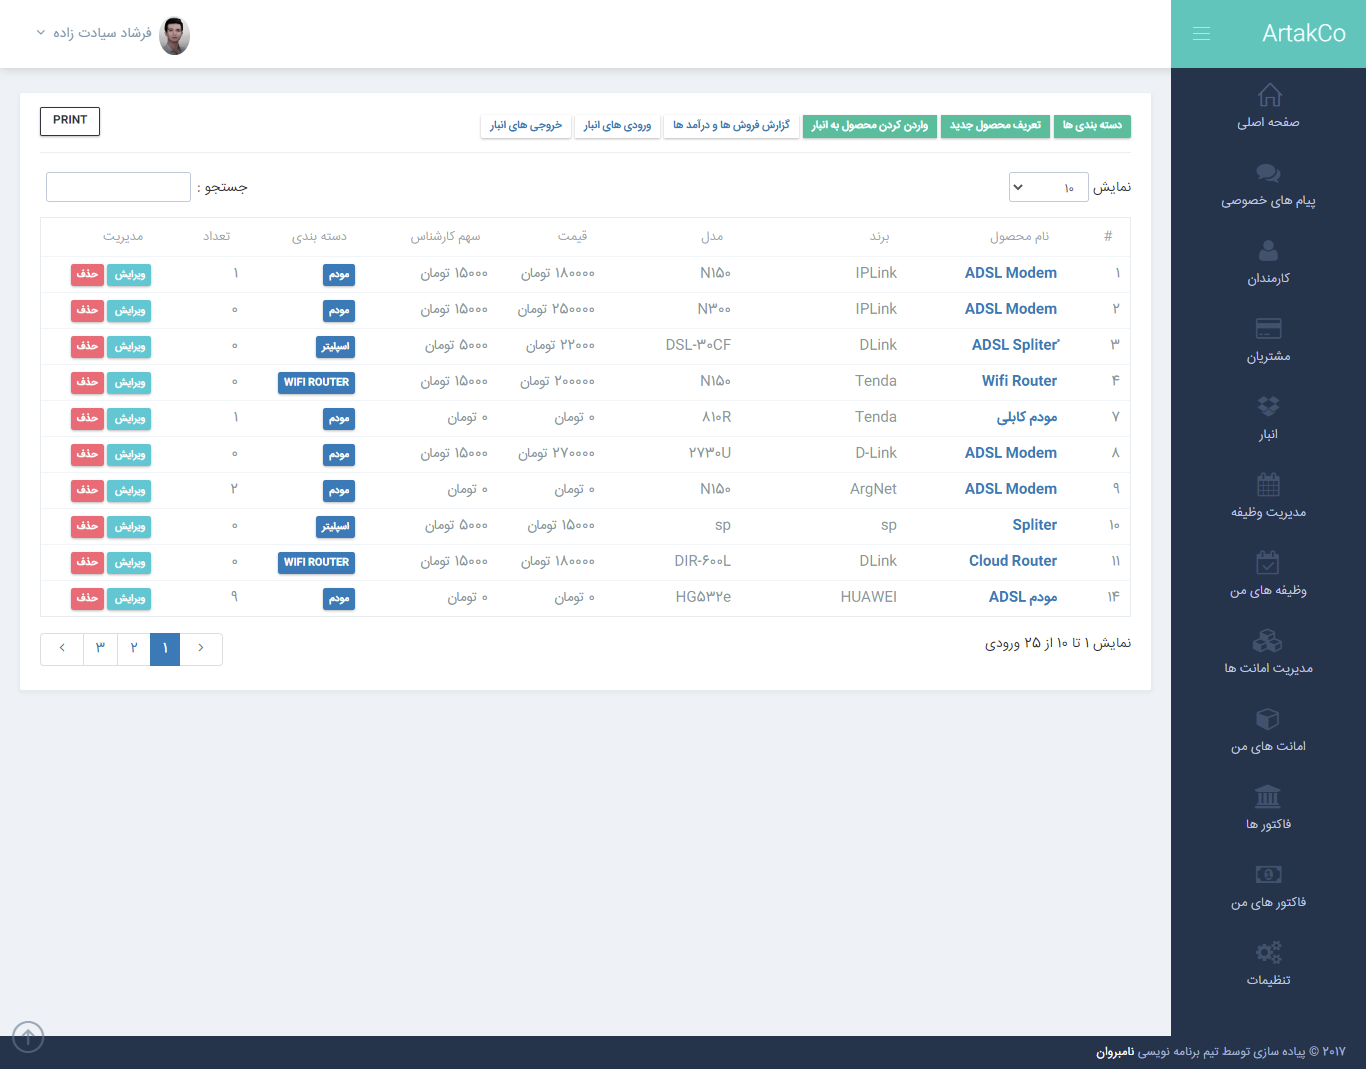 ArtakCo
فرشاد سیادت زاده
صفحه اصلی
پیام های خصوصی
کارمندان
مشتریان
انبار
مدیریت وظیفه
وظیفه های من
مدیریت امانت ها
امانت های من
فاکتور ها
فاکتور های من
تنظیمات
دسته بندی ها تعریف محصول جدید واردن کردن محصول به انبار گزارش فروش ها و درآمد ها ورودی های انبار خروجی های انبار PRINT
نمایش ۱۰ جستجو :
# نام محصول برند مدل قیمت سهم کارشناس دسته بندی تعداد مدیریت
۱ ADSL Modem IPLink N۱۵۰ ۱۸۰۰۰۰ تومان ۱۵۰۰۰ تومان مودم ۱ ویرایش حذف
۲ ADSL Modem IPLink N۳۰۰ ۲۵۰۰۰۰ تومان ۱۵۰۰۰ تومان مودم ۰ ویرایش حذف
۳ ADSL Spliter' DLink DSL-۳۰CF ۲۲۰۰۰ تومان ۵۰۰۰ تومان اسپلیتر ۰ ویرایش حذف
۴ Wifi Router Tenda N۱۵۰ ۲۰۰۰۰۰ تومان ۱۵۰۰۰ تومان WIFI ROUTER ۰ ویرایش حذف
۷ مودم کابلی Tenda ۸۱۰R ۰ تومان ۰ تومان مودم ۱ ویرایش حذف
۸ ADSL Modem D-Link ۲۷۳۰U ۲۷۰۰۰۰ تومان ۱۵۰۰۰ تومان مودم ۰ ویرایش حذف
۹ ADSL Modem ArgNet N۱۵۰ ۰ تومان ۰ تومان مودم ۲ ویرایش حذف
۱۰ Spliter sp sp ۱۵۰۰۰ تومان ۵۰۰۰ تومان اسپلیتر ۰ ویرایش حذف
۱۱ Cloud Router DLink DIR-۶۰۰L ۱۸۰۰۰۰ تومان ۱۵۰۰۰ تومان WIFI ROUTER ۰ ویرایش حذف
۱۴ مودم ADSL HUAWEI HG۵۳۲e ۰ تومان ۰ تومان مودم ۹ ویرایش حذف
نمایش ۱ تا ۱۰ از ۲۵ ورودی
۱ ۲ ۳
۲۰۱۷ © پیاده سازی توسط تیم برنامه نویسی نامبروان